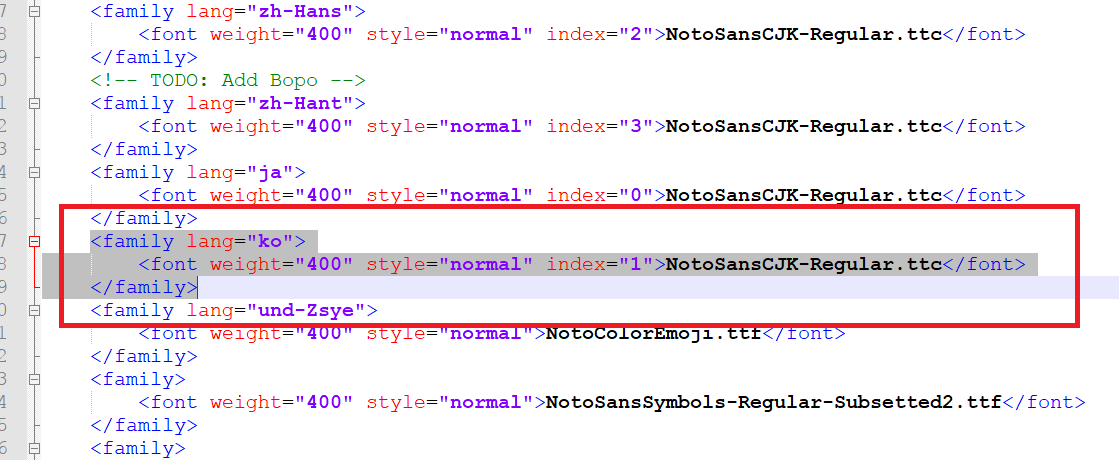 7 <family lang="zh-Hans">
8 <font weight="400" style="normal" index="2">NotoSansCJK-Regular.ttc</font>
9 </family>
0 <!-- TODO: Add Bopo -->
1 <family lang="zh-Hant">
2 <font weight="400" style="normal" index="3">NotoSansCJK-Regular.ttc</font>
3 </family>
4 <family lang="ja">
5 <font weight="400" style="normal" index="0">NotoSansCJK-Regular.ttc</font>
6 </family>
7 <family lang="ko">
8 <font weight="400" style="normal" index="1">NotoSansCJK-Regular.ttc</font>
9 </family>
0 <family lang="und-Zsye">
1 <font weight="400" style="normal">NotoColorEmoji.ttf</font>
2 </family>
3 <family>
4 <font weight="400" style="normal">NotoSansSymbols-Regular-Subsetted2.ttf</font>
5 </family>
6 <family>